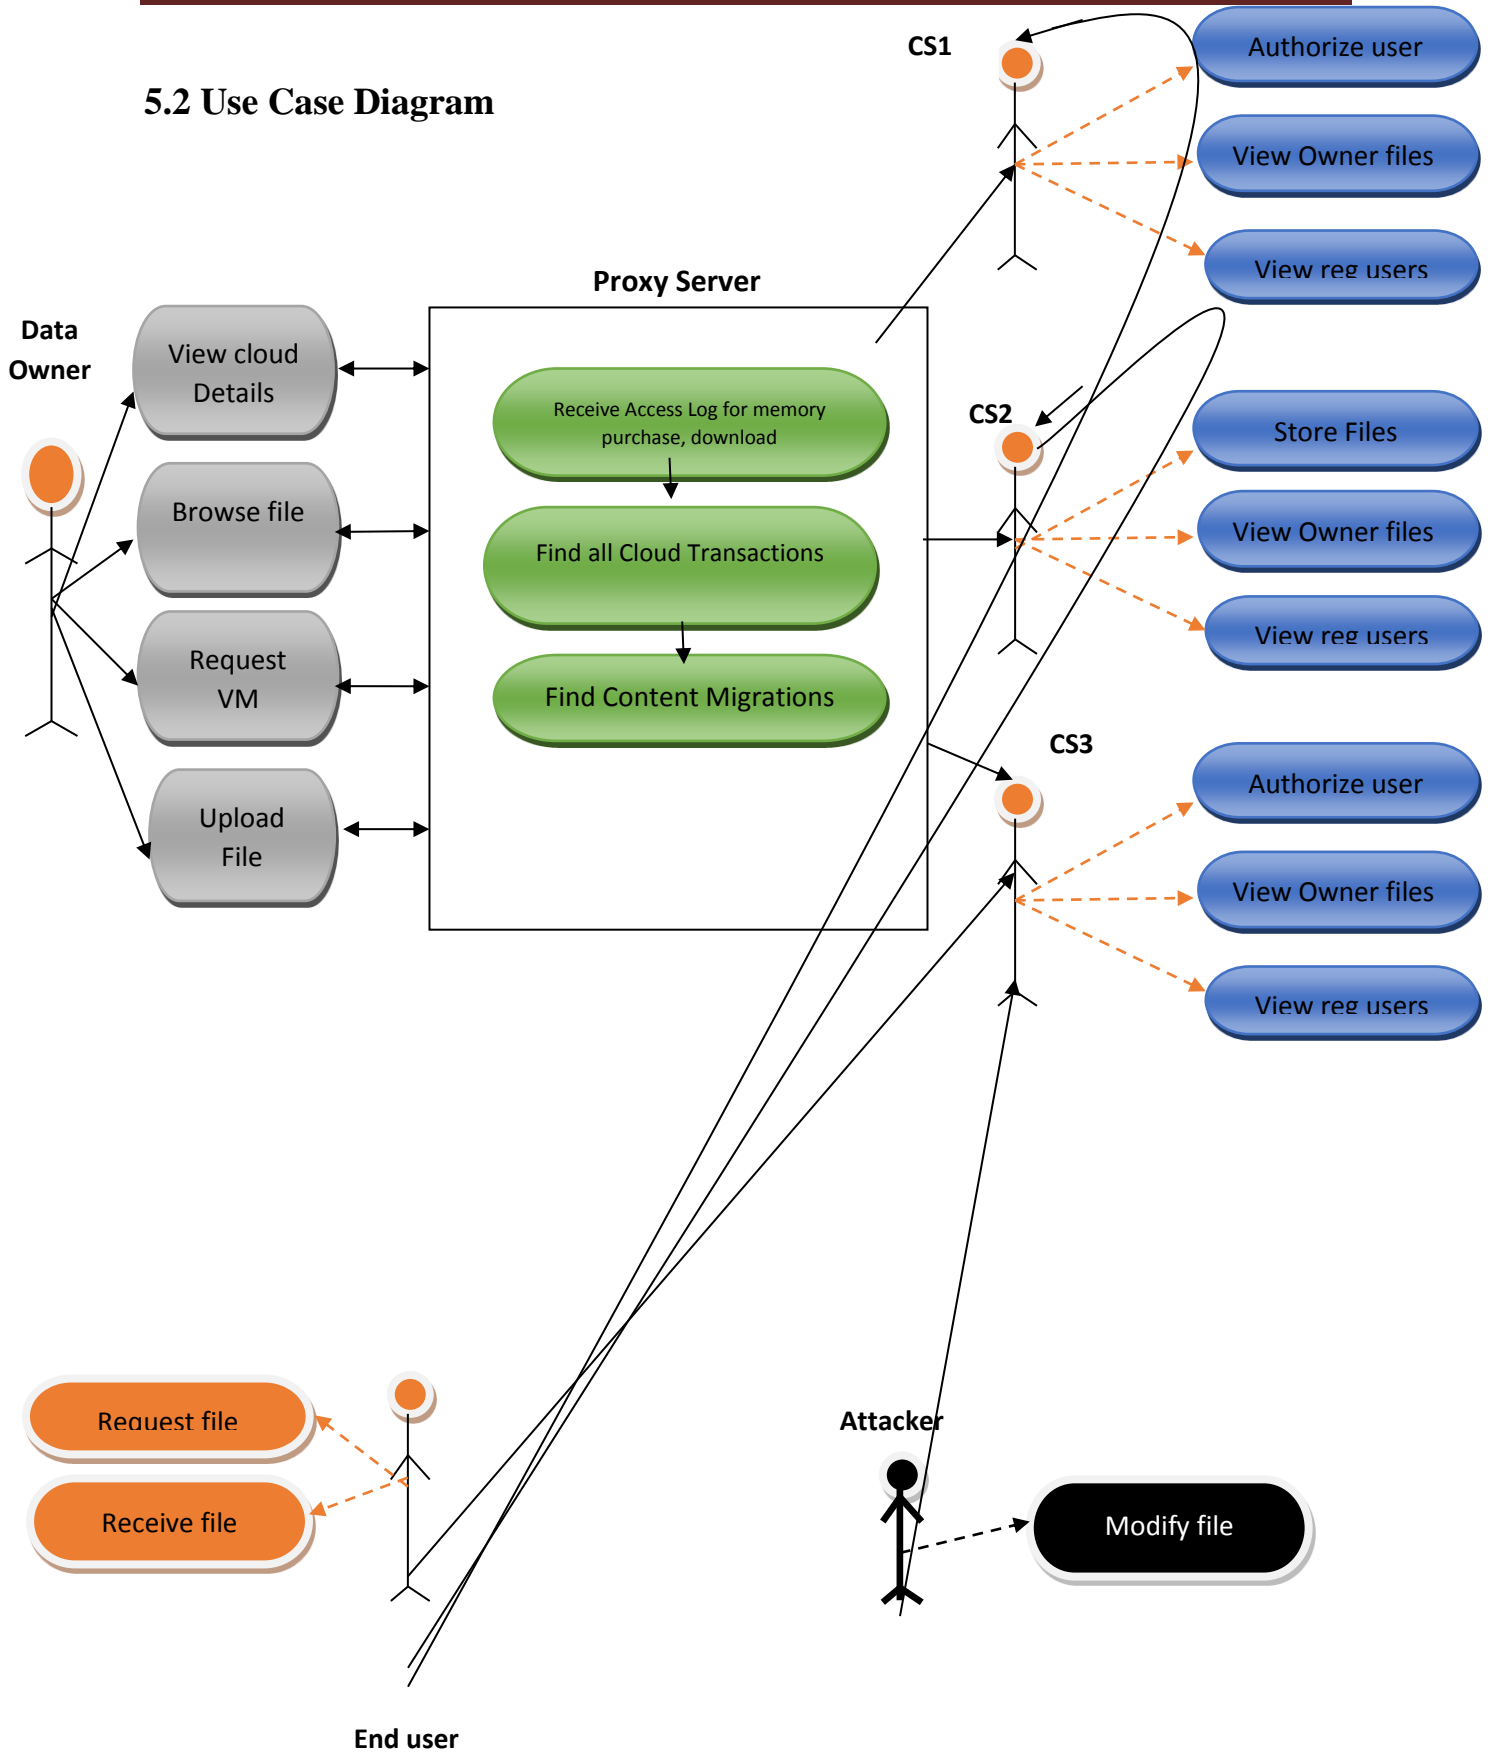 CS1
Authorize user
5.2 Use Case Diagram
View Owner files
View reg users
Proxy Server
Data
Owner
View cloud
Details
Receive Access Log for memory
purchase, download
CS2
Store Files
Browse file
Find all Cloud Transactions
View Owner files
View reg users
Request
VM
Find Content Migrations
CS3
Authorize user
Upload
File
View Owner files
View reg users
Request file
Receive file
Attacker
Modify file
End user